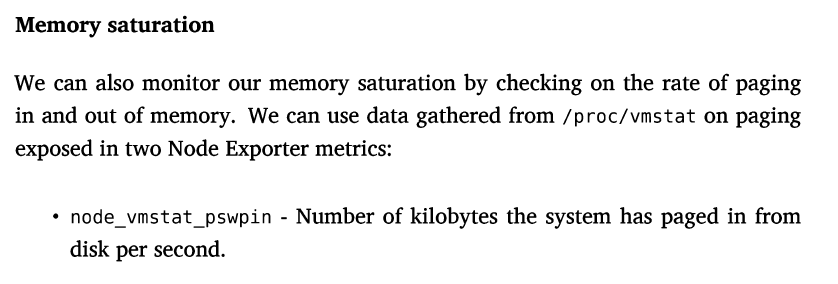 Memory saturation
We can also monitor our memory saturation by checking on the rate of paging
in and out of memory. We can use data gathered from /proc/vmstat on paging
exposed in two Node Exporter metrics:
• node_vmstat_pswpin - Number of kilobytes the system has paged in from
disk per second.